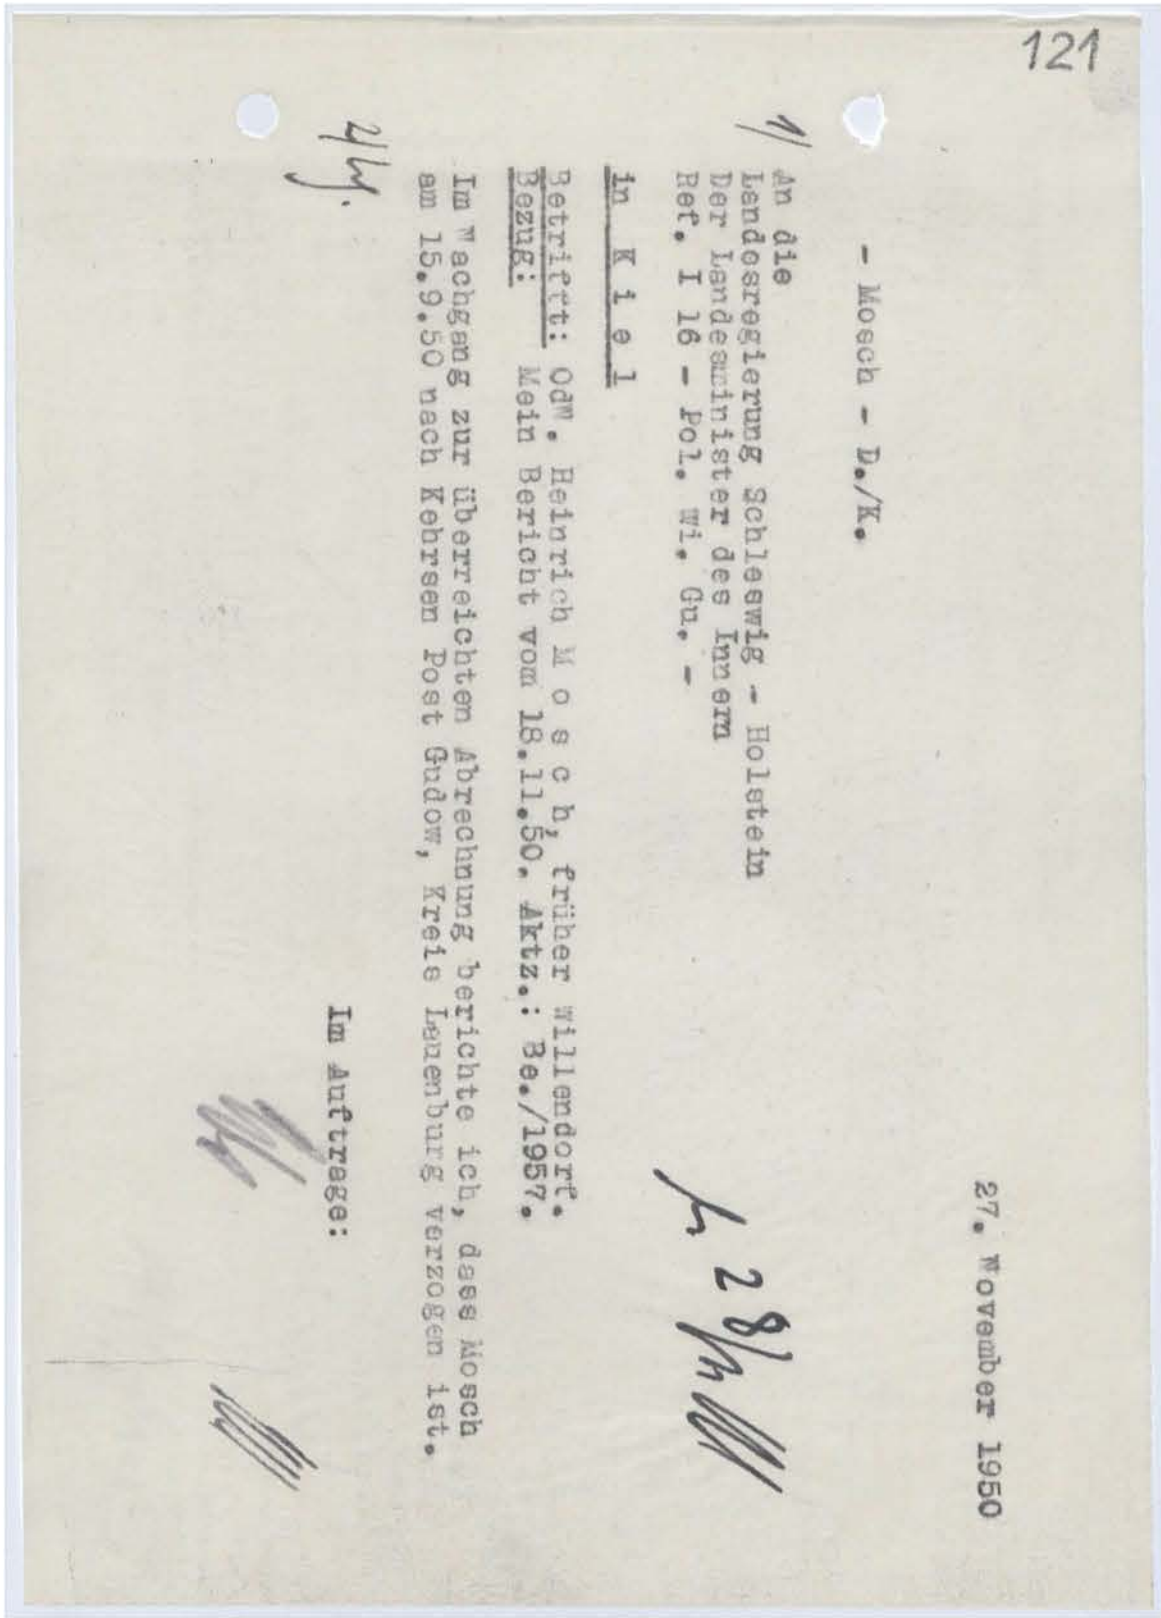 121
27. November 1950
- Mosch - D./K.
1/ An die
Landesregierung Schleswig - Holstein
Der Landesminister des Innern
Ref. I 16 - Pol. Wi. Gu. -
in K i e l
Betrifft: OdN. Heinrich M o s c h, früher Willendorf.
Bezug: Mein Bericht vom 18.11.50. Aktz.: Be./1957.
Im Nachgang zur überreichten Abrechnung berichte ich, dass Mosch
am 15.9.50 nach Kehrsen Post Gudow, Kreis Lauenburg verzogen ist.
Im Auftrage:
2/
28/